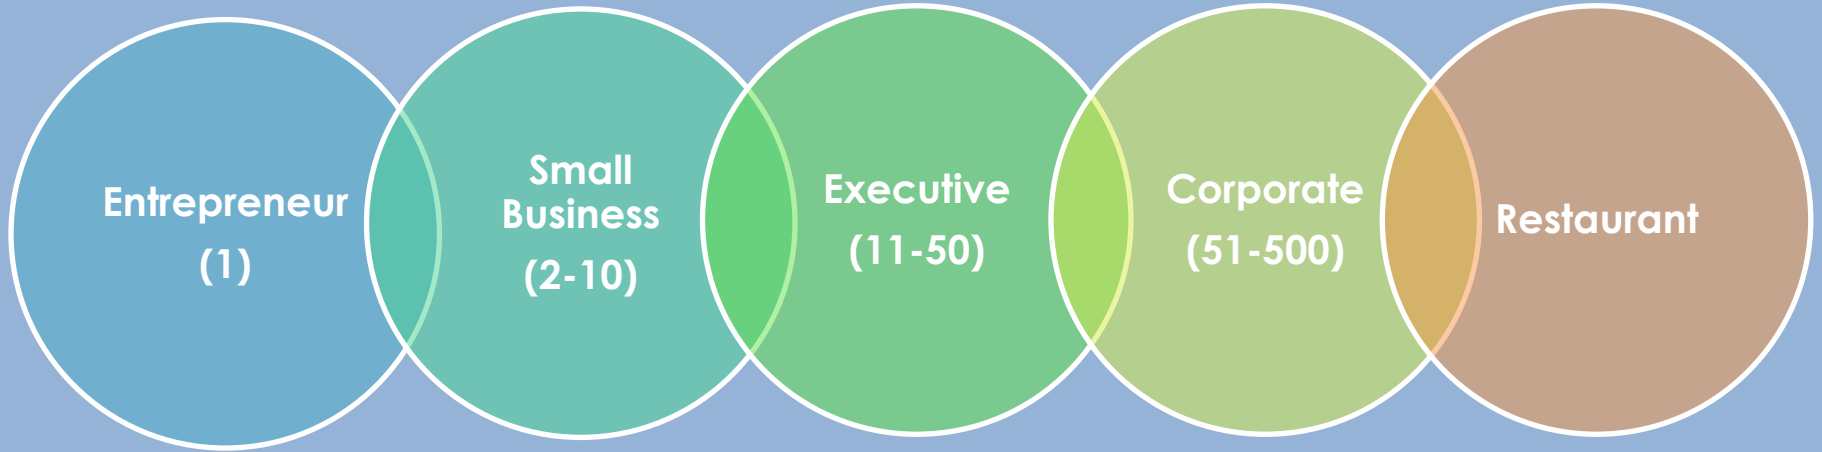 Entrepreneur
(1)
Small
Business
(2-10)
Executive
(11-50)
Corporate
(51-500)
Restaurant